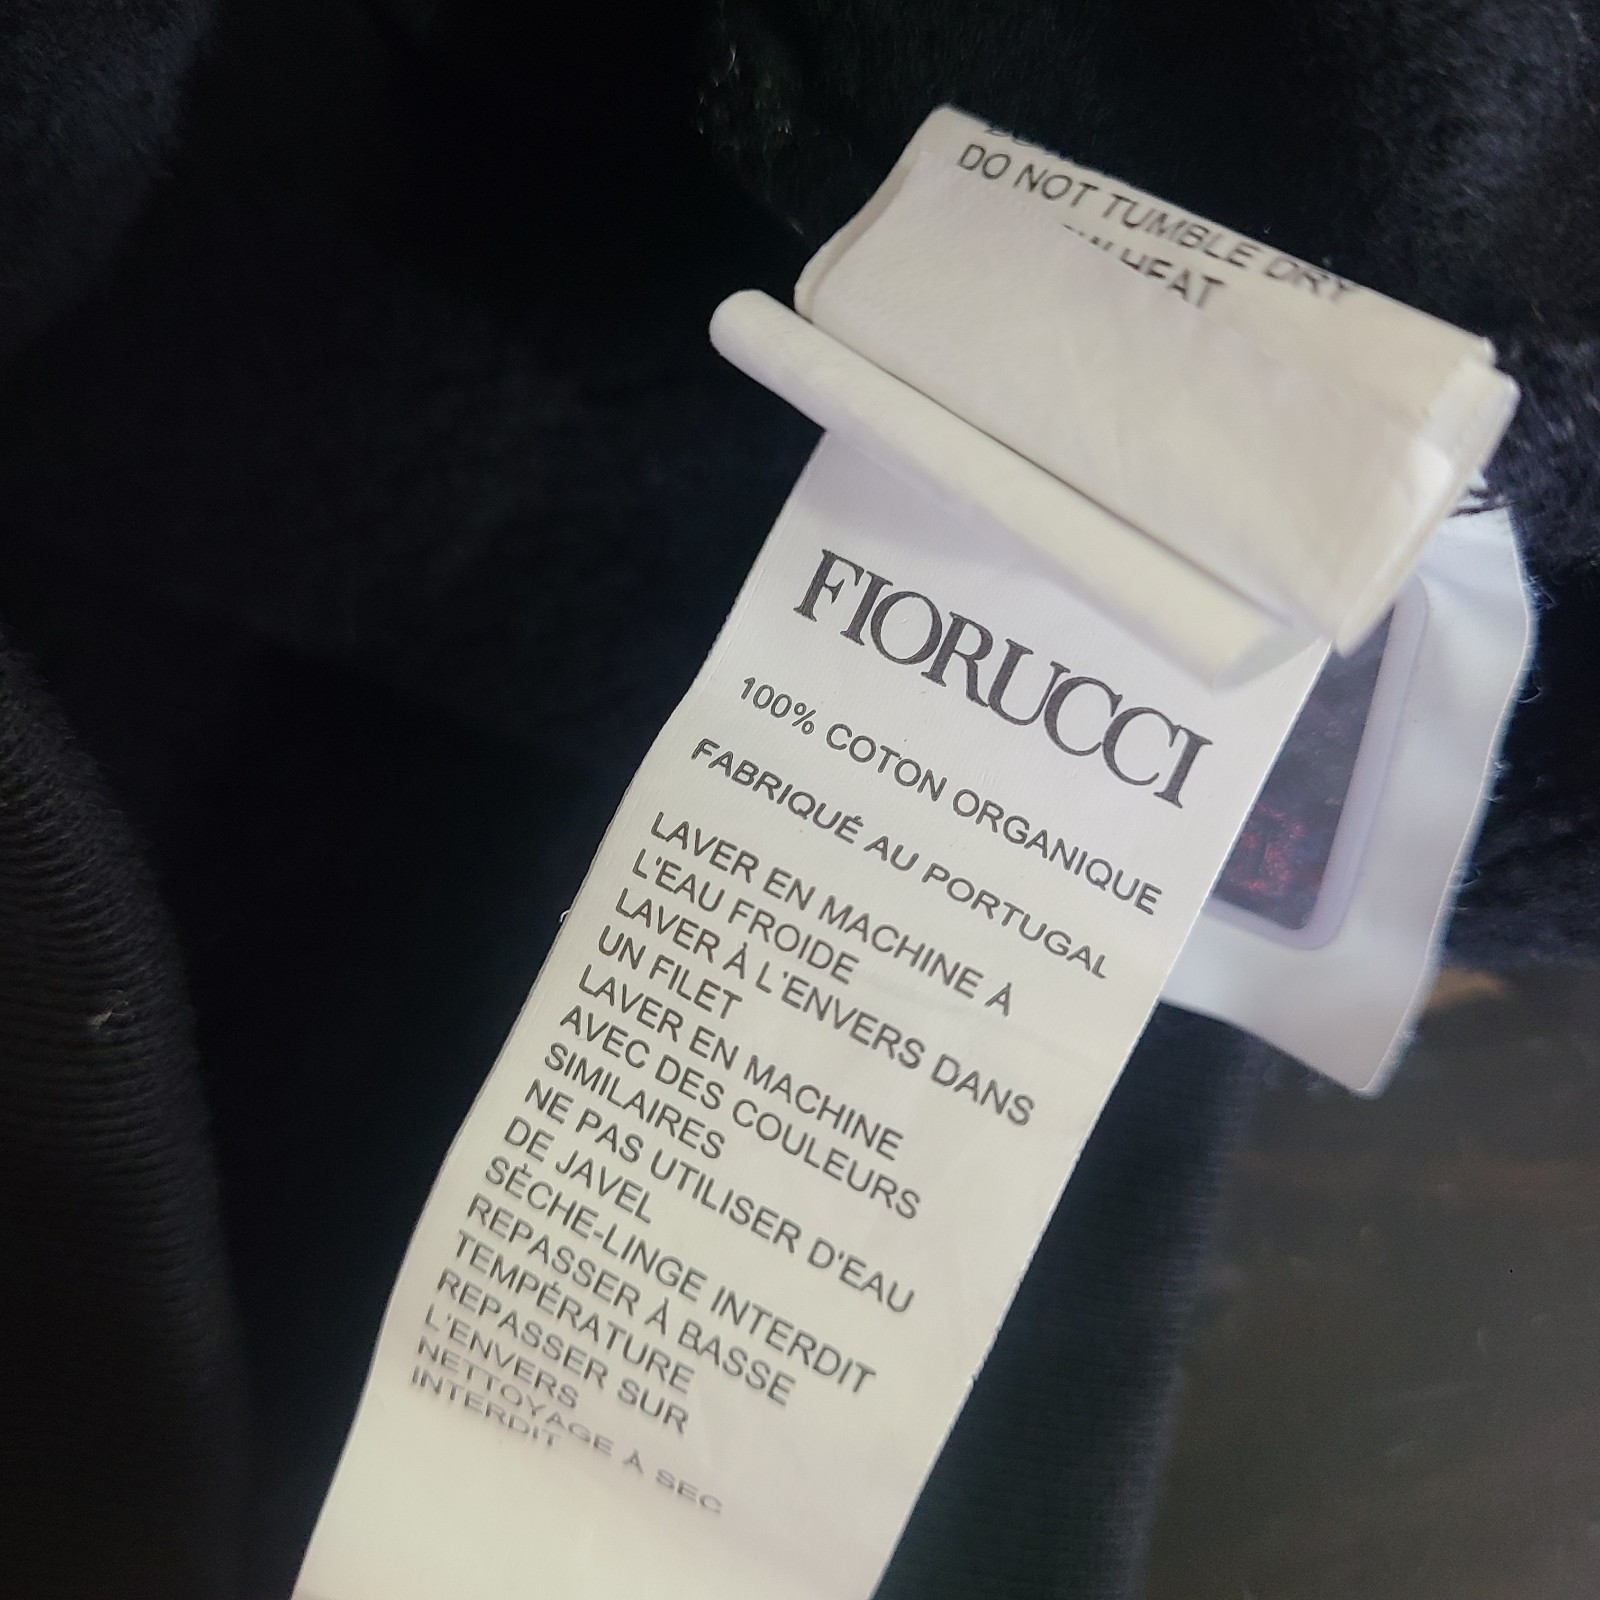 DO NOT TUMBLE DRY
HEAT
FIORUCCI
100% COTON ORGANIQUE
FABRIQUÉ AU PORTUGAL
LAVER EN MACHINE À
L'EAU FROIDE
LAVER À L'ENVERS DANS
UN FILET
LAVER EN MACHINE
AVEC DES COULEURS
SIMILAIRES
NE PAS UTILISER D'EAU
DE JAVEL
SÈCHE-LINGE INTERDIT
REPASSER À BASSE
TEMPÉRATURE
REPASSER SUR
L'ENVERS
NETTOYAGE À SEC
INTERDIT